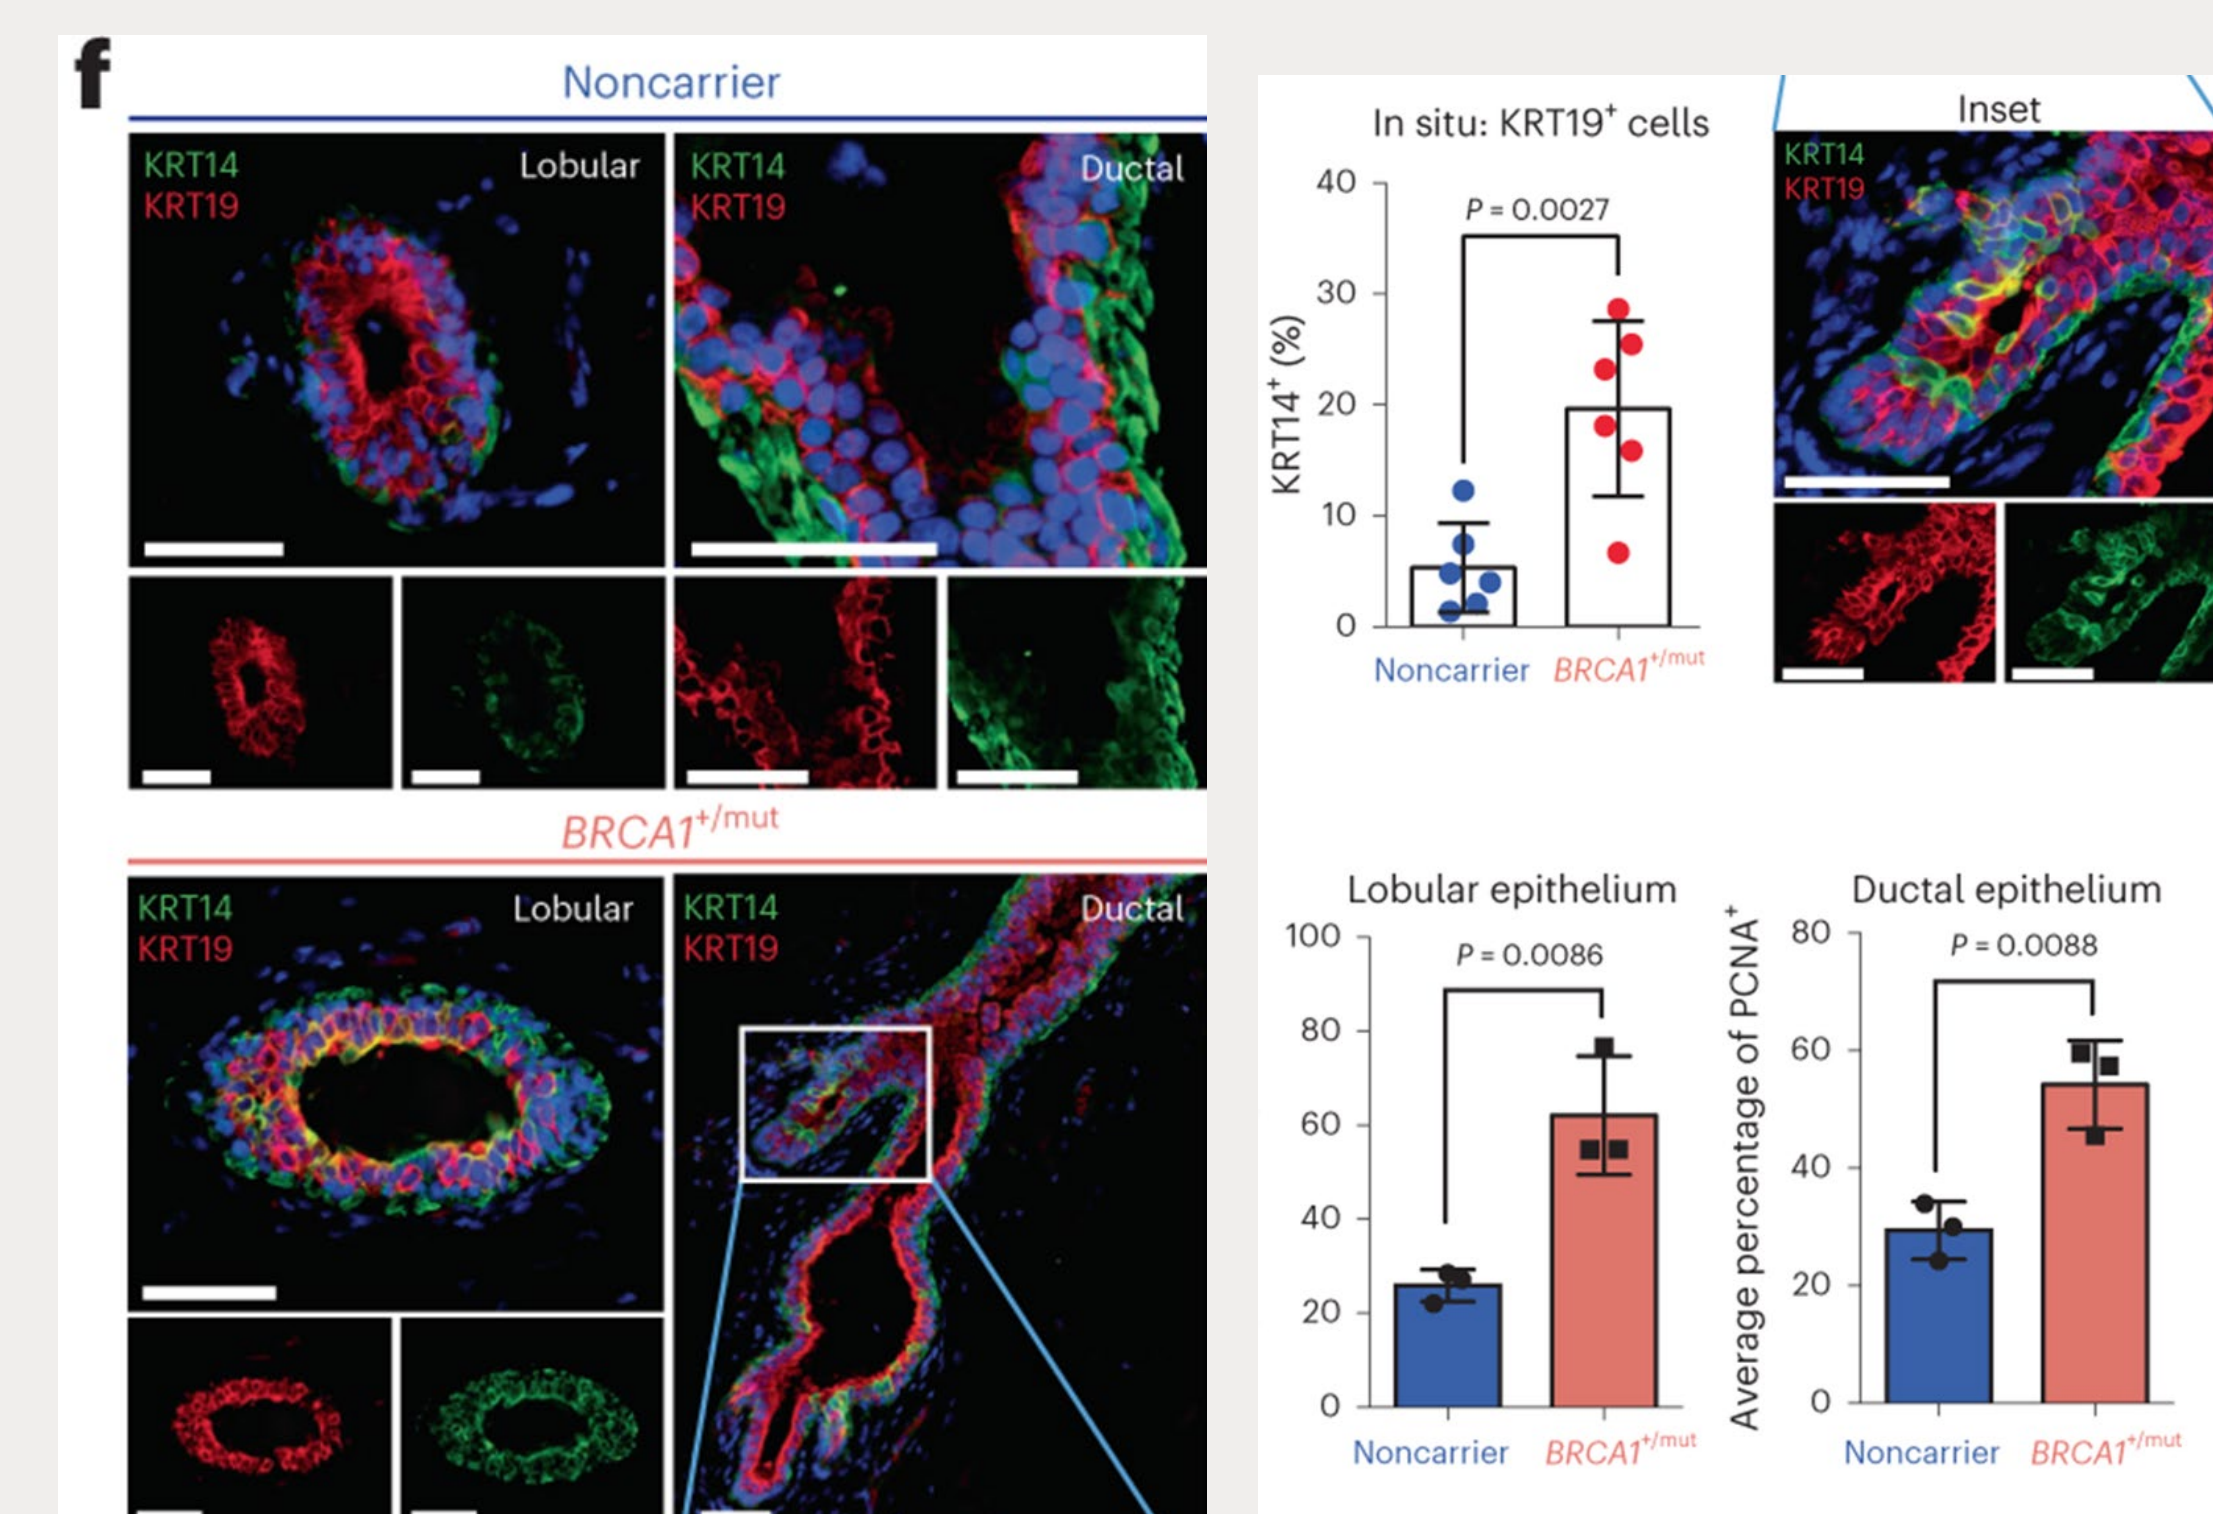 f
Noncarrier
KRT14
KRT19
Lobular
KRT14
KRT19
Ductal
BRCA1+/mut
KRT14
KRT19
Lobular
KRT14
KRT19
Ductal
In situ: KRT19+ cells
KRT14+ (%)
40
30
20
10
0
P = 0.0027
Noncarrier
BRCA1+/mut
Inset
KRT14
KRT19
Lobular epithelium
100
80
60
40
20
0
P = 0.0086
Noncarrier
BRCA1+/mut
Ductal epithelium
Average percentage of PCNA+
80
60
40
20
0
P = 0.0088
Noncarrier
BRCA1+/mut